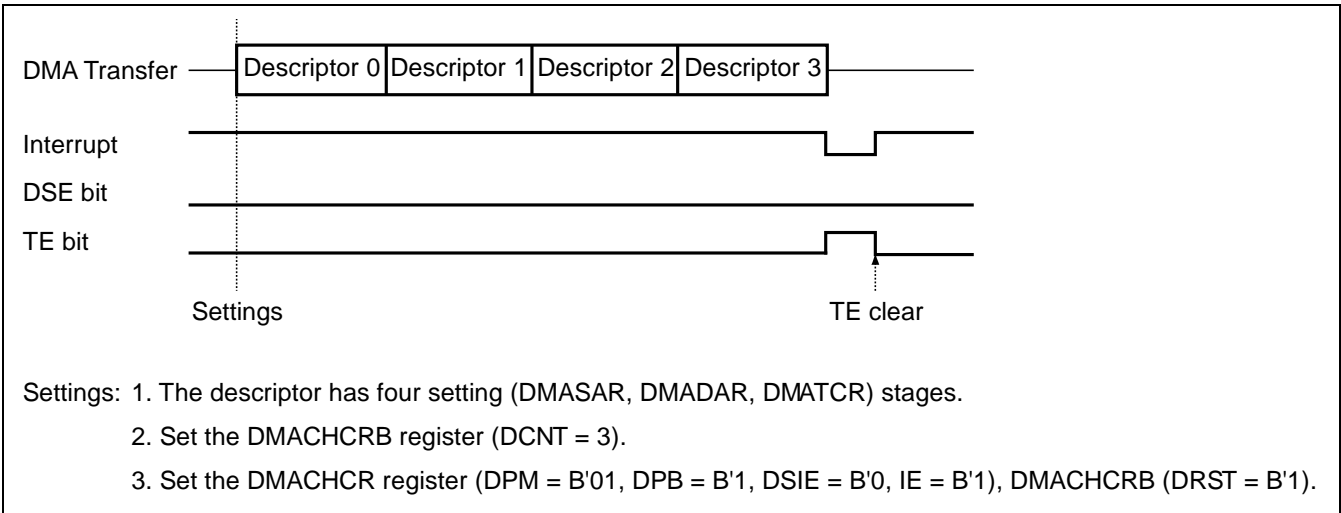 DMA Transfer Descriptor 0 Descriptor 1 Descriptor 2 Descriptor 3
Interrupt
DSE bit
TE bit
Settings TE clear
Settings: 1. The descriptor has four setting (DMASAR, DMADAR, DMATCR) stages.
2. Set the DMACHCRB register (DCNT = 3).
3. Set the DMACHCR register (DPM = B'01, DPB = B'1, DSIE = B'0, IE = B'1), DMACHCRB (DRST = B'1).